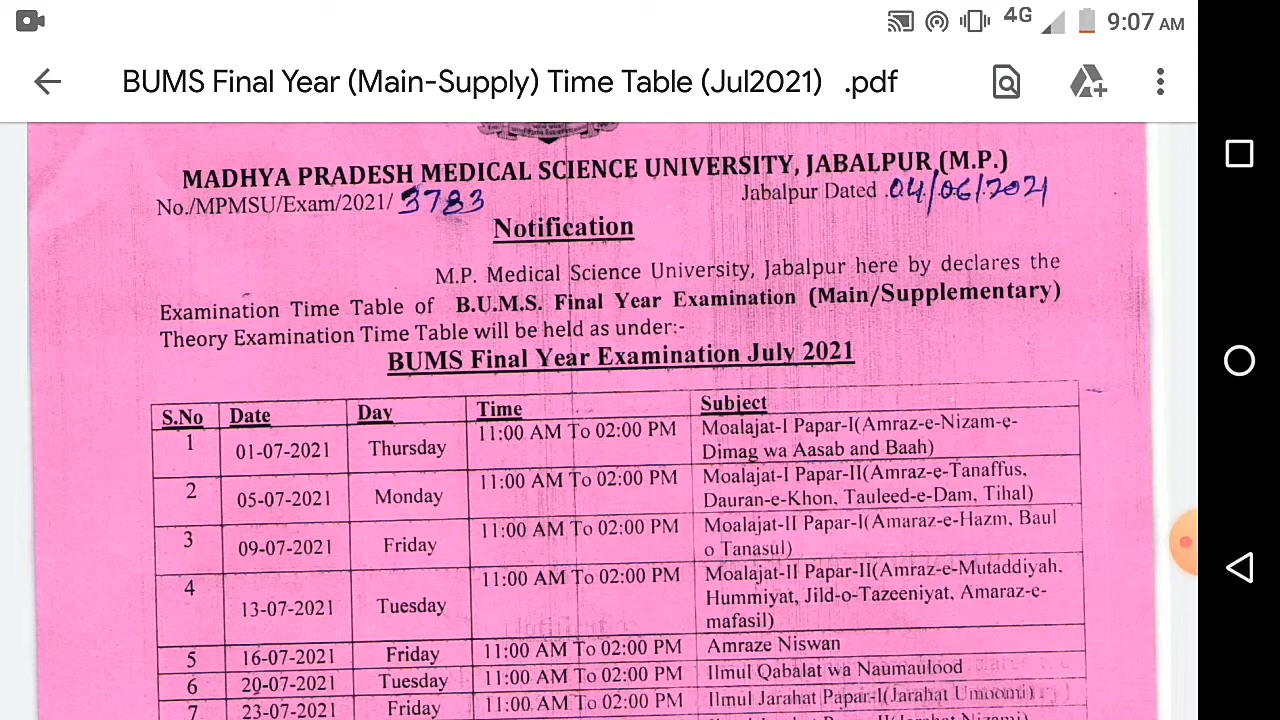 4G 9:07 AM
BUMS Final Year (Main-Supply) Time Table (Jul2021) .pdf
MADHYA PRADESH MEDICAL SCIENCE UNIVERSITY, JABALPUR (M.P.)
No./MPMSU/Exam/2021/ 3783 Jabalpur Dated 04/06/2021
Notification
M.P. Medical Science University, Jabalpur here by declares the
Examination Time Table of B.U.M.S. Final Year Examination (Main/Supplementary)
Theory Examination Time Table will be held as under:-
BUMS Final Year Examination July 2021
S.No Date Day Time Subject
1 01-07-2021 Thursday 11:00 AM To 02:00 PM Moalajat-I Papar-I(Amraz-e-Nizam-e-
Dimag wa Aasab and Baah)
2 05-07-2021 Monday 11:00 AM To 02:00 PM Moalajat-I Papar-II(Amraz-e-Tanaffus,
Dauran-e-Khon, Tauleed-e-Dam, Tihal)
3 09-07-2021 Friday 11:00 AM To 02:00 PM Moalajat-II Papar-I(Amaraz-e-Hazm, Baul
o Tanasul)
4 13-07-2021 Tuesday 11:00 AM To 02:00 PM Moalajat-II Papar-II(Amraz-e-Mutaddiyah,
Hummiyat, Jild-o-Tazeeniyat, Amaraz-e-
mafasil)
5 16-07-2021 Friday 11:00 AM To 02:00 PM Amraze Niswan
6 20-07-2021 Tuesday 11:00 AM To 02:00 PM Ilmul Qabalat wa Naumaulood
7 23-07-2021 Friday 11:00 AM To 02:00 PM Ilmul Jarahat Papar-I(Jarahat Umoomi)